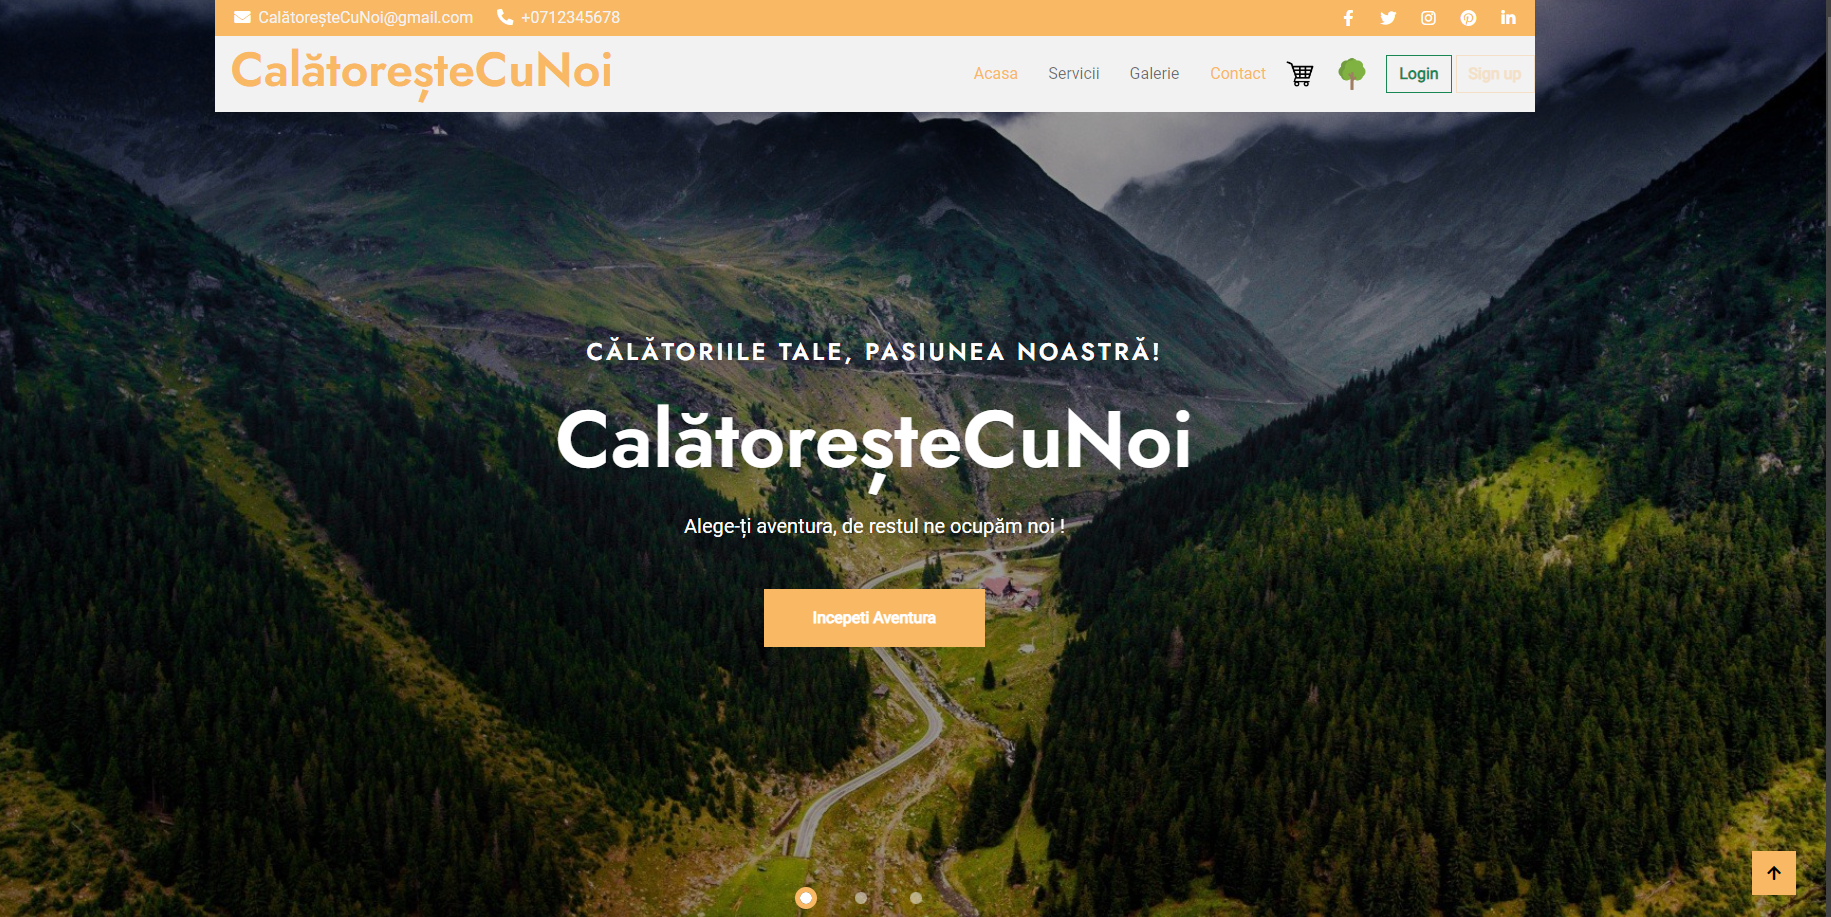 CalătoreșteCuNoi@gmail.com +0712345678
CalătoreșteCuNoi Acasa Servicii Galerie Contact Login Sign up
CĂLĂTORIILE TALE, PASIUNEA NOASTRĂ!
CalătoreșteCuNoi
Alege-ți aventura, de restul ne ocupăm noi !
Incepeti Aventura